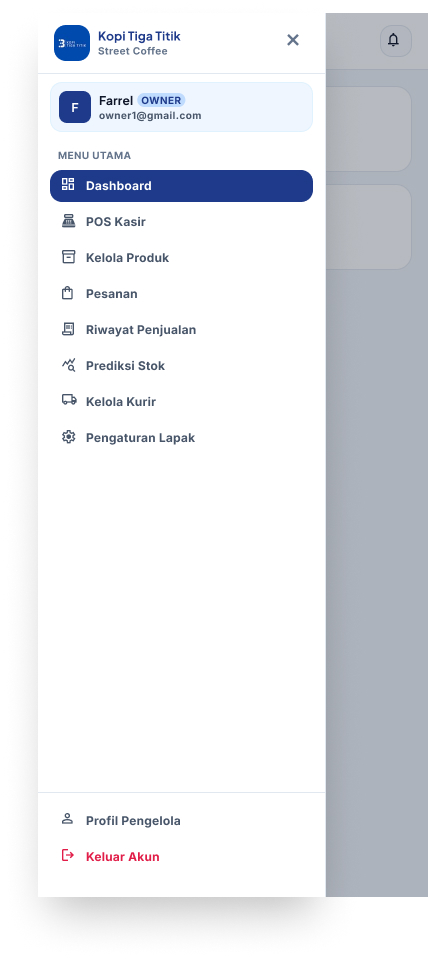 Kopi Tiga Titik
Street Coffee
F
Farrel OWNER
owner1@gmail.com
MENU UTAMA
Dashboard
POS Kasir
Kelola Produk
Pesanan
Riwayat Penjualan
Prediksi Stok
Kelola Kurir
Pengaturan Lapak
Profil Pengelola
Keluar Akun